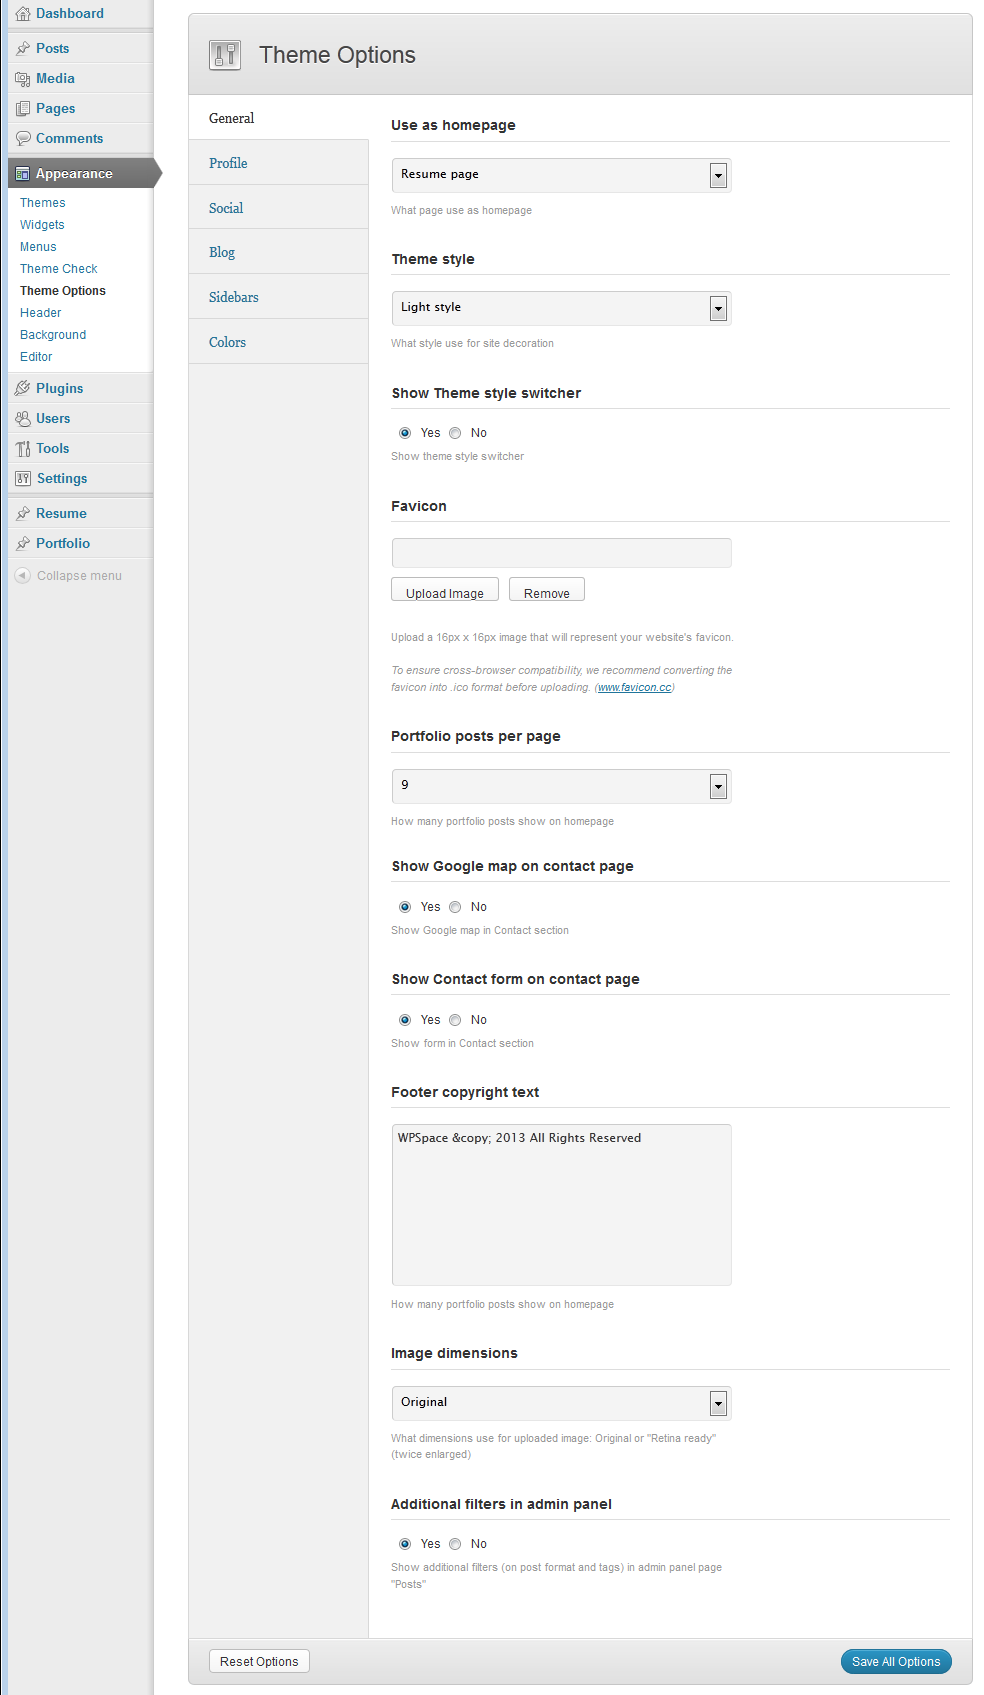 Dashboard
Posts
Media
Pages
Comments
Appearance
Themes
Widgets
Menus
Theme Check
Theme Options
Header
Background
Editor
Plugins
Users
Tools
Settings
Resume
Portfolio
Collapse menu
Theme Options
General
Profile
Social
Blog
Sidebars
Colors
Use as homepage
Resume page
What page use as homepage
Theme style
Light style
What style use for site decoration
Show Theme style switcher
Yes No
Show theme style switcher
Favicon
Upload Image Remove
Upload a 16px x 16px image that will represent your website's favicon.
To ensure cross-browser compatibility, we recommend converting the
favicon into .ico format before uploading. (www.favicon.cc)
Portfolio posts per page
9
How many portfolio posts show on homepage
Show Google map on contact page
Yes No
Show Google map in Contact section
Show Contact form on contact page
Yes No
Show form in Contact section
Footer copyright text
WPSpace &copy; 2013 All Rights Reserved
How many portfolio posts show on homepage
Image dimensions
Original
What dimensions use for uploaded image: Original or "Retina ready"
(twice enlarged)
Additional filters in admin panel
Yes No
Show additional filters (on post format and tags) in admin panel page
"Posts"
Reset Options Save All Options